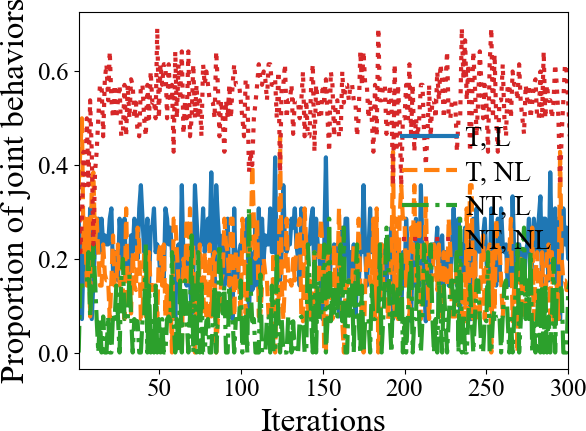 Proportion of joint behaviors
0.6
0.4
0.2
0.0
T, L
T, NL
NT, L
NT, NL
50 100 150 200 250 300
Iterations